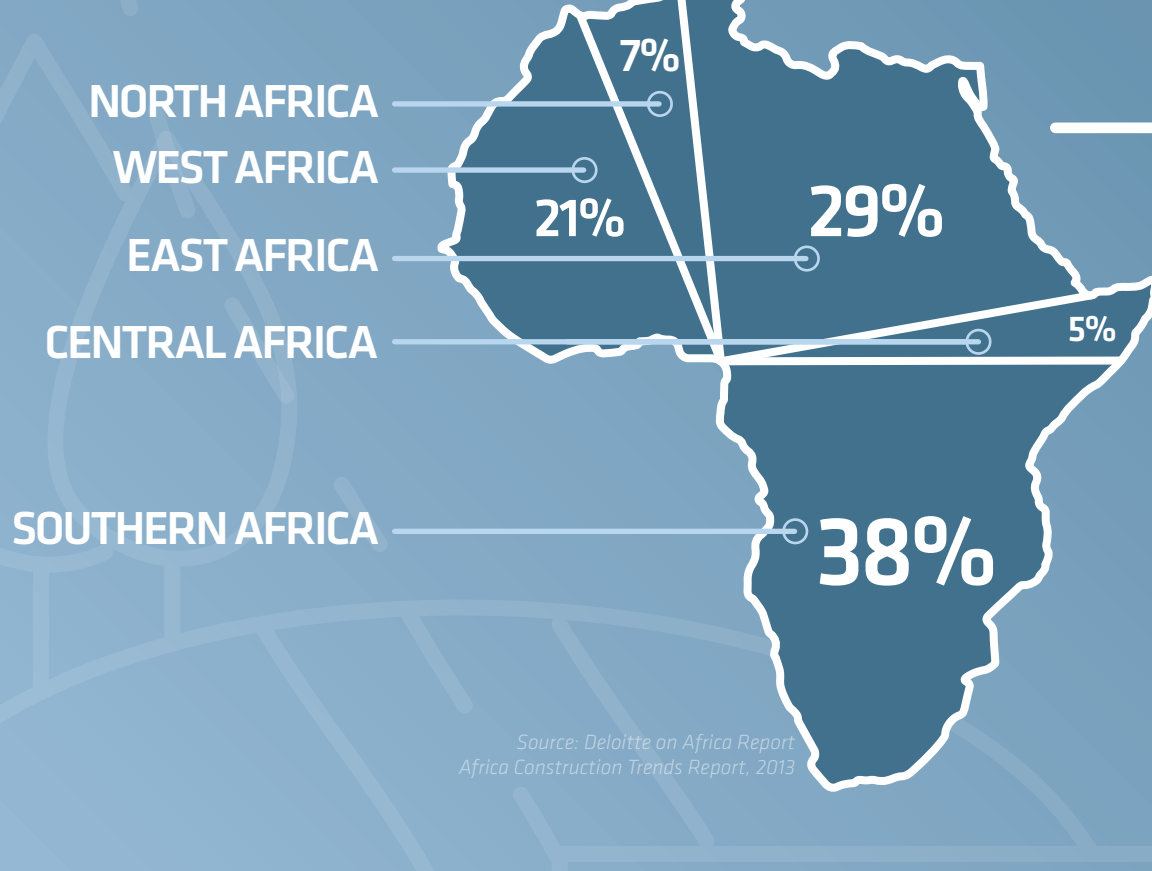 7%
NORTH AFRICA
WEST AFRICA
21%
29%
EAST AFRICA
CENTRAL AFRICA
5%
SOUTHERN AFRICA
38%
Source: Deloitte on Africa Report
Africa Construction Trends Report, 2013